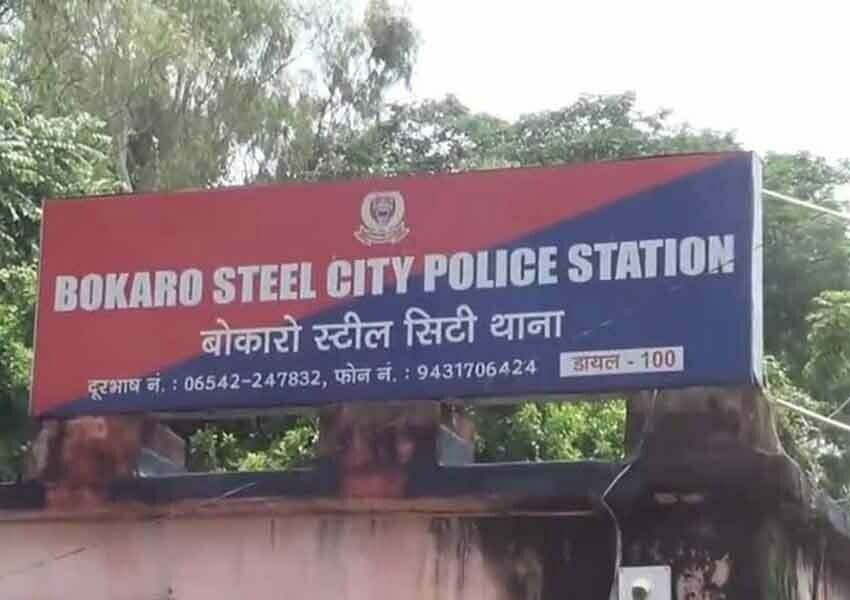 BOKARO STEEL CITY POLICE STATION
बोकारो स्टील सिटी थाना
दूरभाष नं. : 06542-247832, फोन नं. : 9431706424 डायल - 100